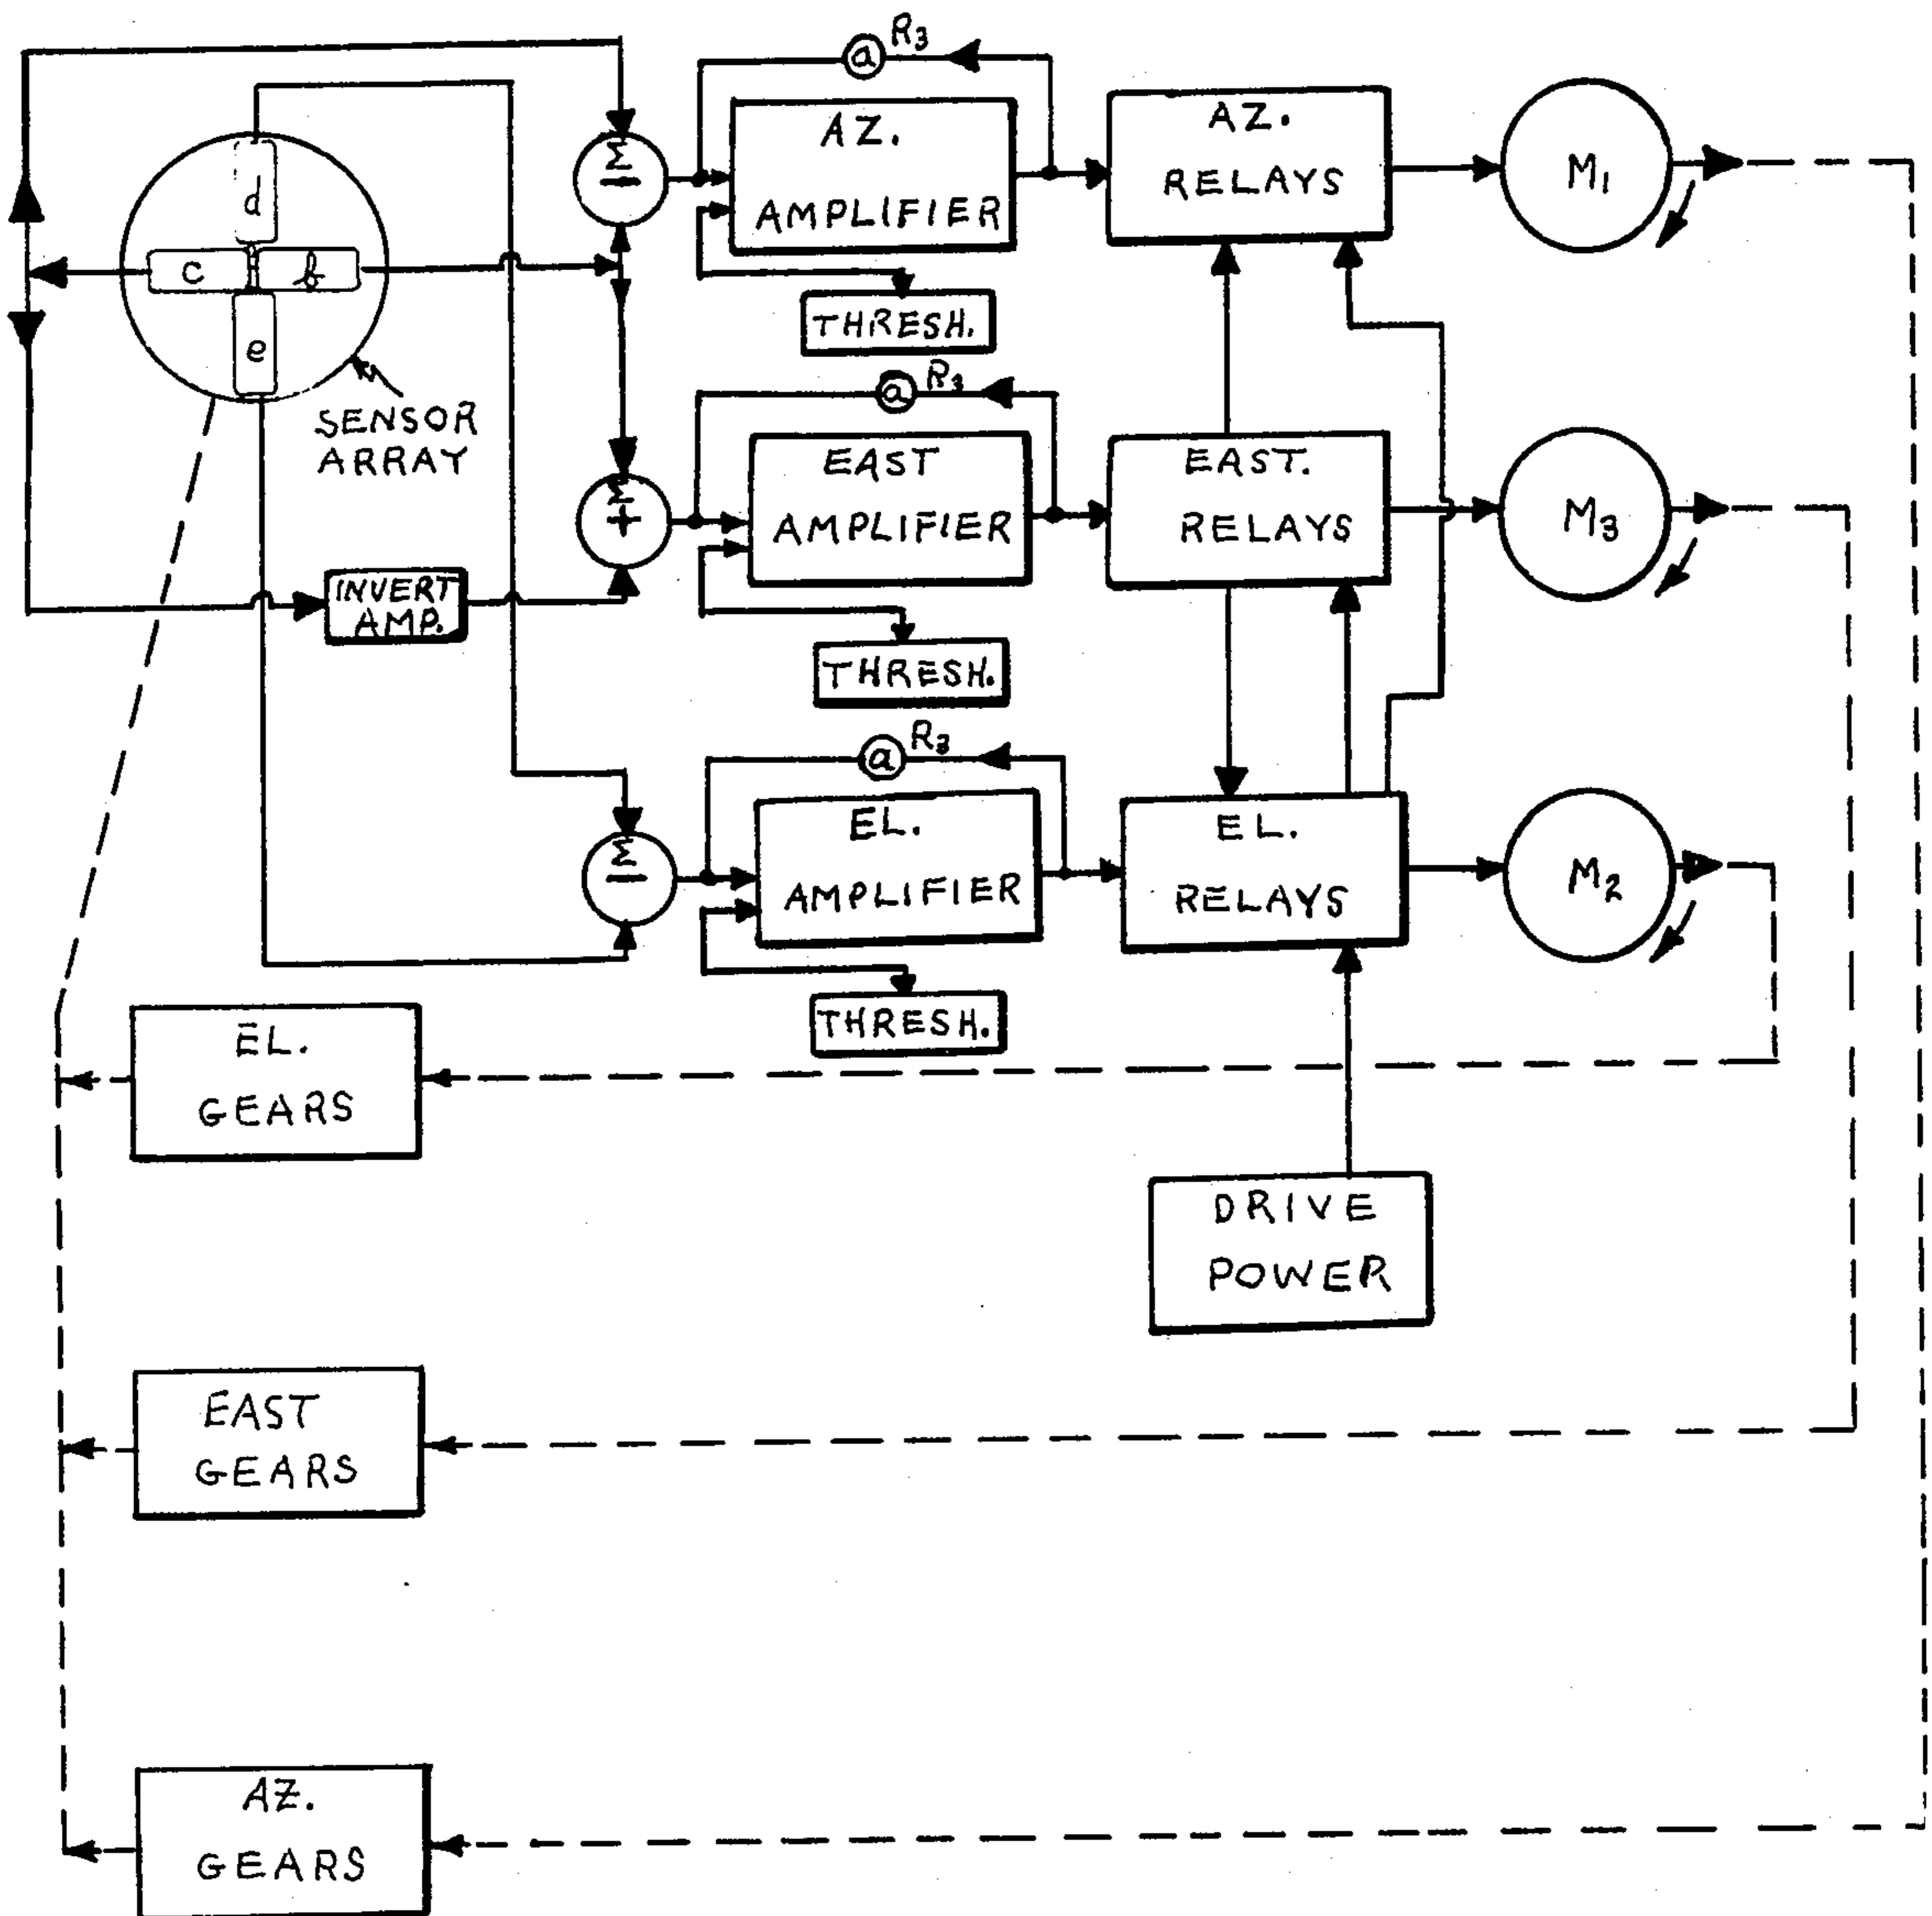 R3
a
AZ.
AMPLIFIER
AZ.
RELAYS
M1
Σ
−
d
c
b
e
SENSOR
ARRAY
THRESH.
R3
a
EAST
AMPLIFIER
EAST.
RELAYS
M3
Σ
+
INVERT
AMP.
THRESH.
R3
a
EL.
AMPLIFIER
EL.
RELAYS
M2
Σ
−
THRESH.
EL.
GEARS
DRIVE
POWER
EAST
GEARS
AZ.
GEARS